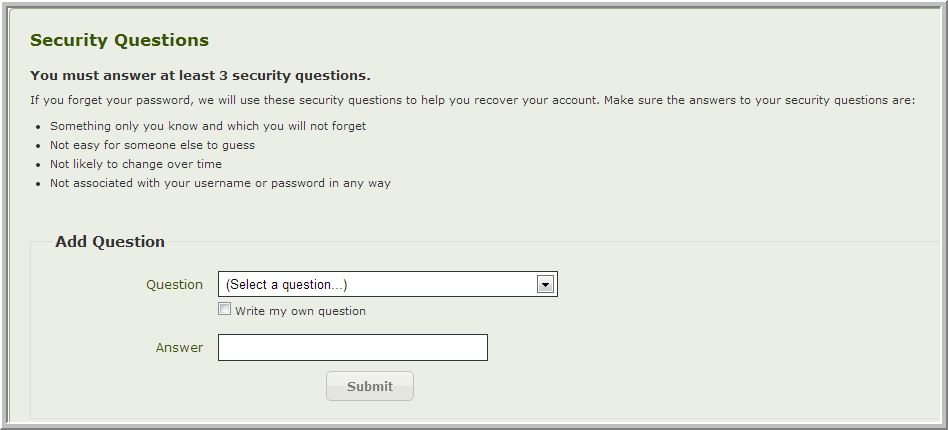 Security Questions
You must answer at least 3 security questions.
If you forget your password, we will use these security questions to help you recover your account. Make sure the answers to your security questions are:
• Something only you know and which you will not forget
• Not easy for someone else to guess
• Not likely to change over time
• Not associated with your username or password in any way
Add Question
Question (Select a question...)
Write my own question
Answer
Submit